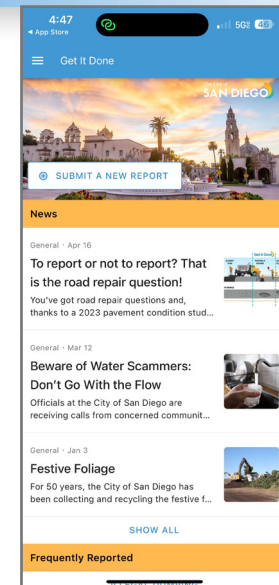 4:47
5G
46
◄ App Store
Get It Done
SAN DIEGO
SUBMIT A NEW REPORT
News
General · Apr 16
To report or not to report? That
is the road repair question!
You've got road repair questions and,
thanks to a 2023 pavement condition stud...
General · Mar 12
Beware of Water Scammers:
Don't Go With the Flow
Officials at the City of San Diego are
receiving calls from concerned communit...
General · Jan 3
Festive Foliage
For 50 years, the City of San Diego has
been collecting and recycling the festive f...
SHOW ALL
Frequently Reported